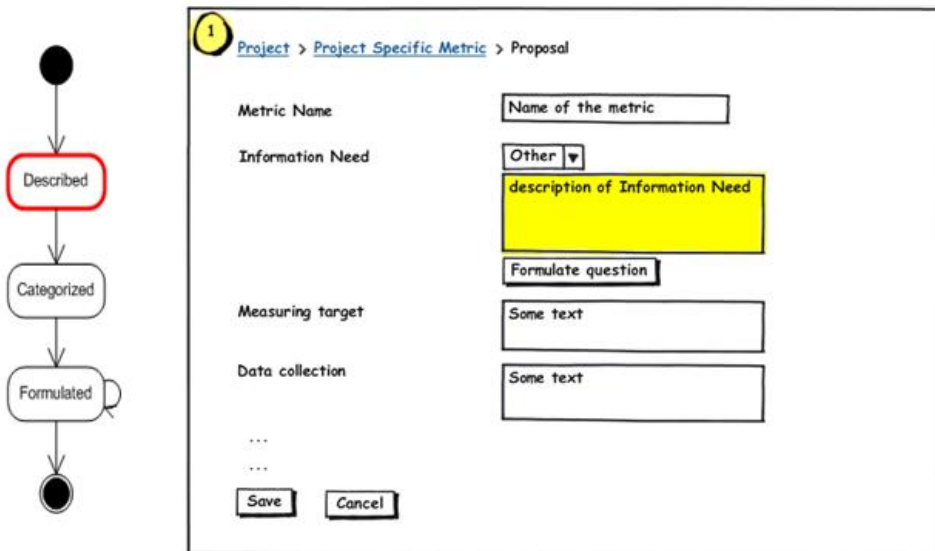 Described
Categorized
Formulated
1
Project > Project Specific Metric > Proposal
Metric Name
Name of the metric
Information Need
Other
description of Information Need
Formulate question
Measuring target
Some text
Data collection
Some text
...
...
Save
Cancel